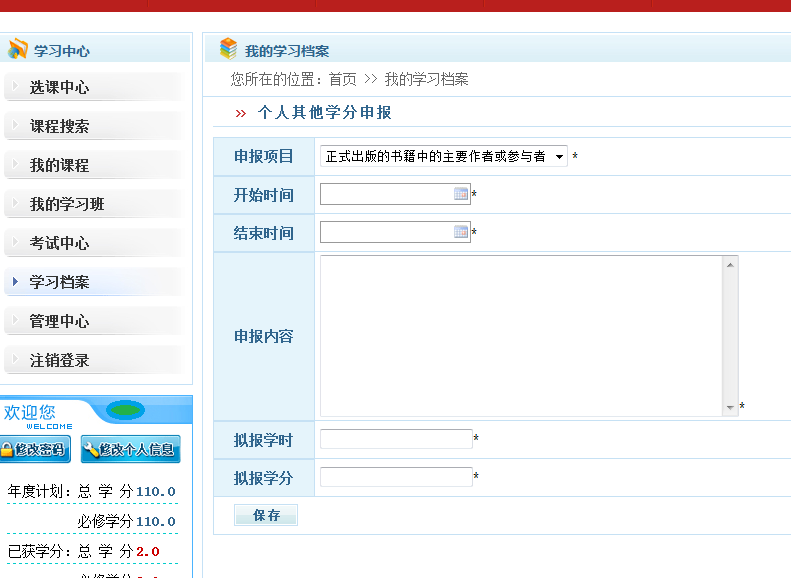 学习中心
选课中心
课程搜索
我的课程
我的学习班
考试中心
学习档案
管理中心
注销登录
欢迎您
WELCOME
修改密码 修改个人信息
年度计划：总 学 分110.0
必修学分110.0
已获学分：总 学 分2.0
我的学习档案
您所在的位置：首页 >> 我的学习档案
>> 个人其他学分申报
申报项目 正式出版的书籍中的主要作者或参与者 *
开始时间 *
结束时间 *
申报内容 *
拟报学时 *
拟报学分 *
保存